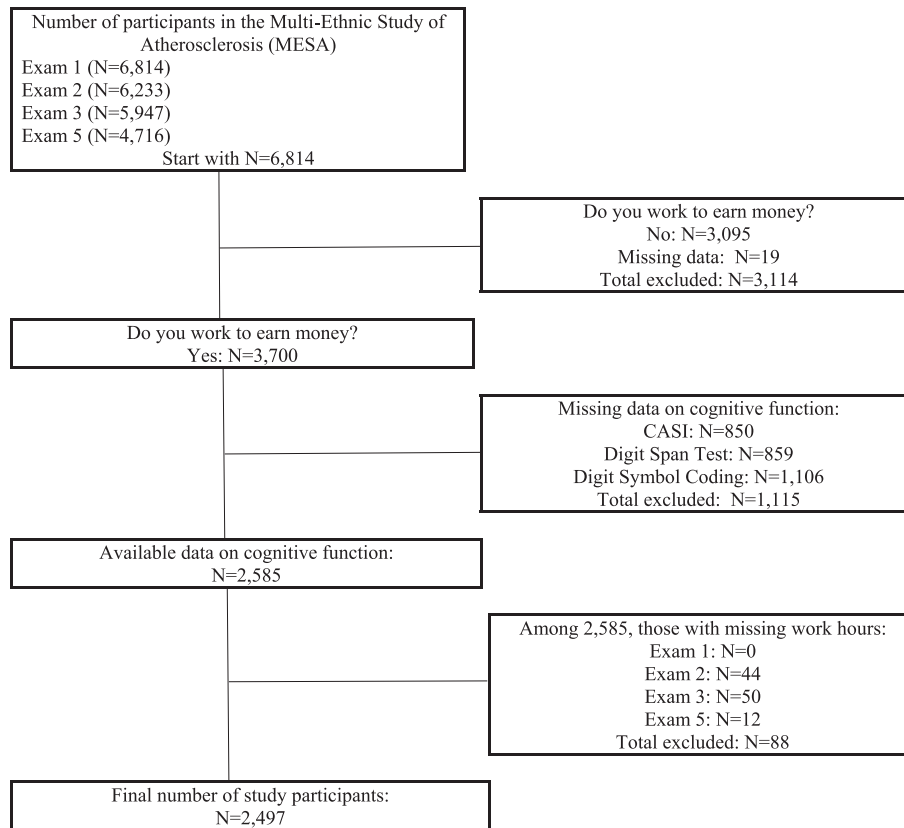 Number of participants in the Multi-Ethnic Study of
Atherosclerosis (MESA)
Exam 1 (N=6,814)
Exam 2 (N=6,233)
Exam 3 (N=5,947)
Exam 5 (N=4,716)
Start with N=6,814
Do you work to earn money?
No: N=3,095
Missing data: N=19
Total excluded: N=3,114
Do you work to earn money?
Yes: N=3,700
Missing data on cognitive function:
CASI: N=850
Digit Span Test: N=859
Digit Symbol Coding: N=1,106
Total excluded: N=1,115
Available data on cognitive function:
N=2,585
Among 2,585, those with missing work hours:
Exam 1: N=0
Exam 2: N=44
Exam 3: N=50
Exam 5: N=12
Total excluded: N=88
Final number of study participants:
N=2,497